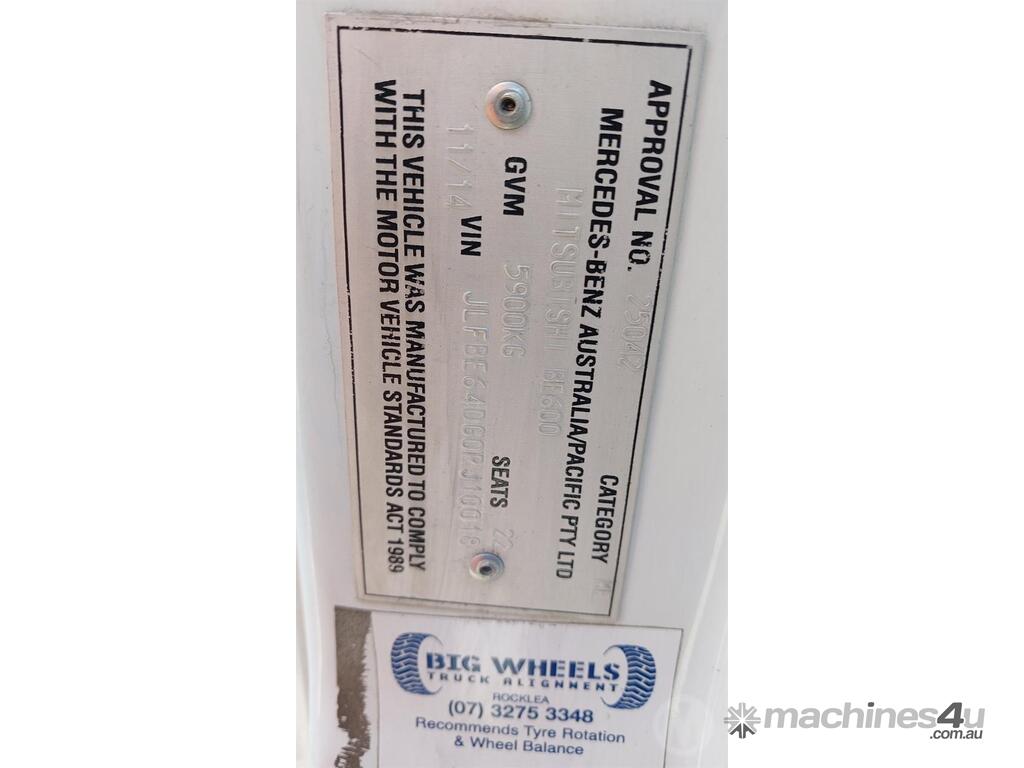 APPROVAL NO. 25042 CATEGORY
MERCEDES-BENZ AUSTRALIA/PACIFIC PTY LTD
MITSUBISHI BE600
GVM 5900KG SEATS 22
11/14 VIN
THIS VEHICLE WAS MANUFACTURED TO COMPLY
WITH THE MOTOR VEHICLE STANDARDS ACT 1989
BIG WHEELS
TRUCK ALIGNMENT
ROCKLEA
(07) 3275 3348
Recommends Tyre Rotation
& Wheel Balance
machines4u
.com.au